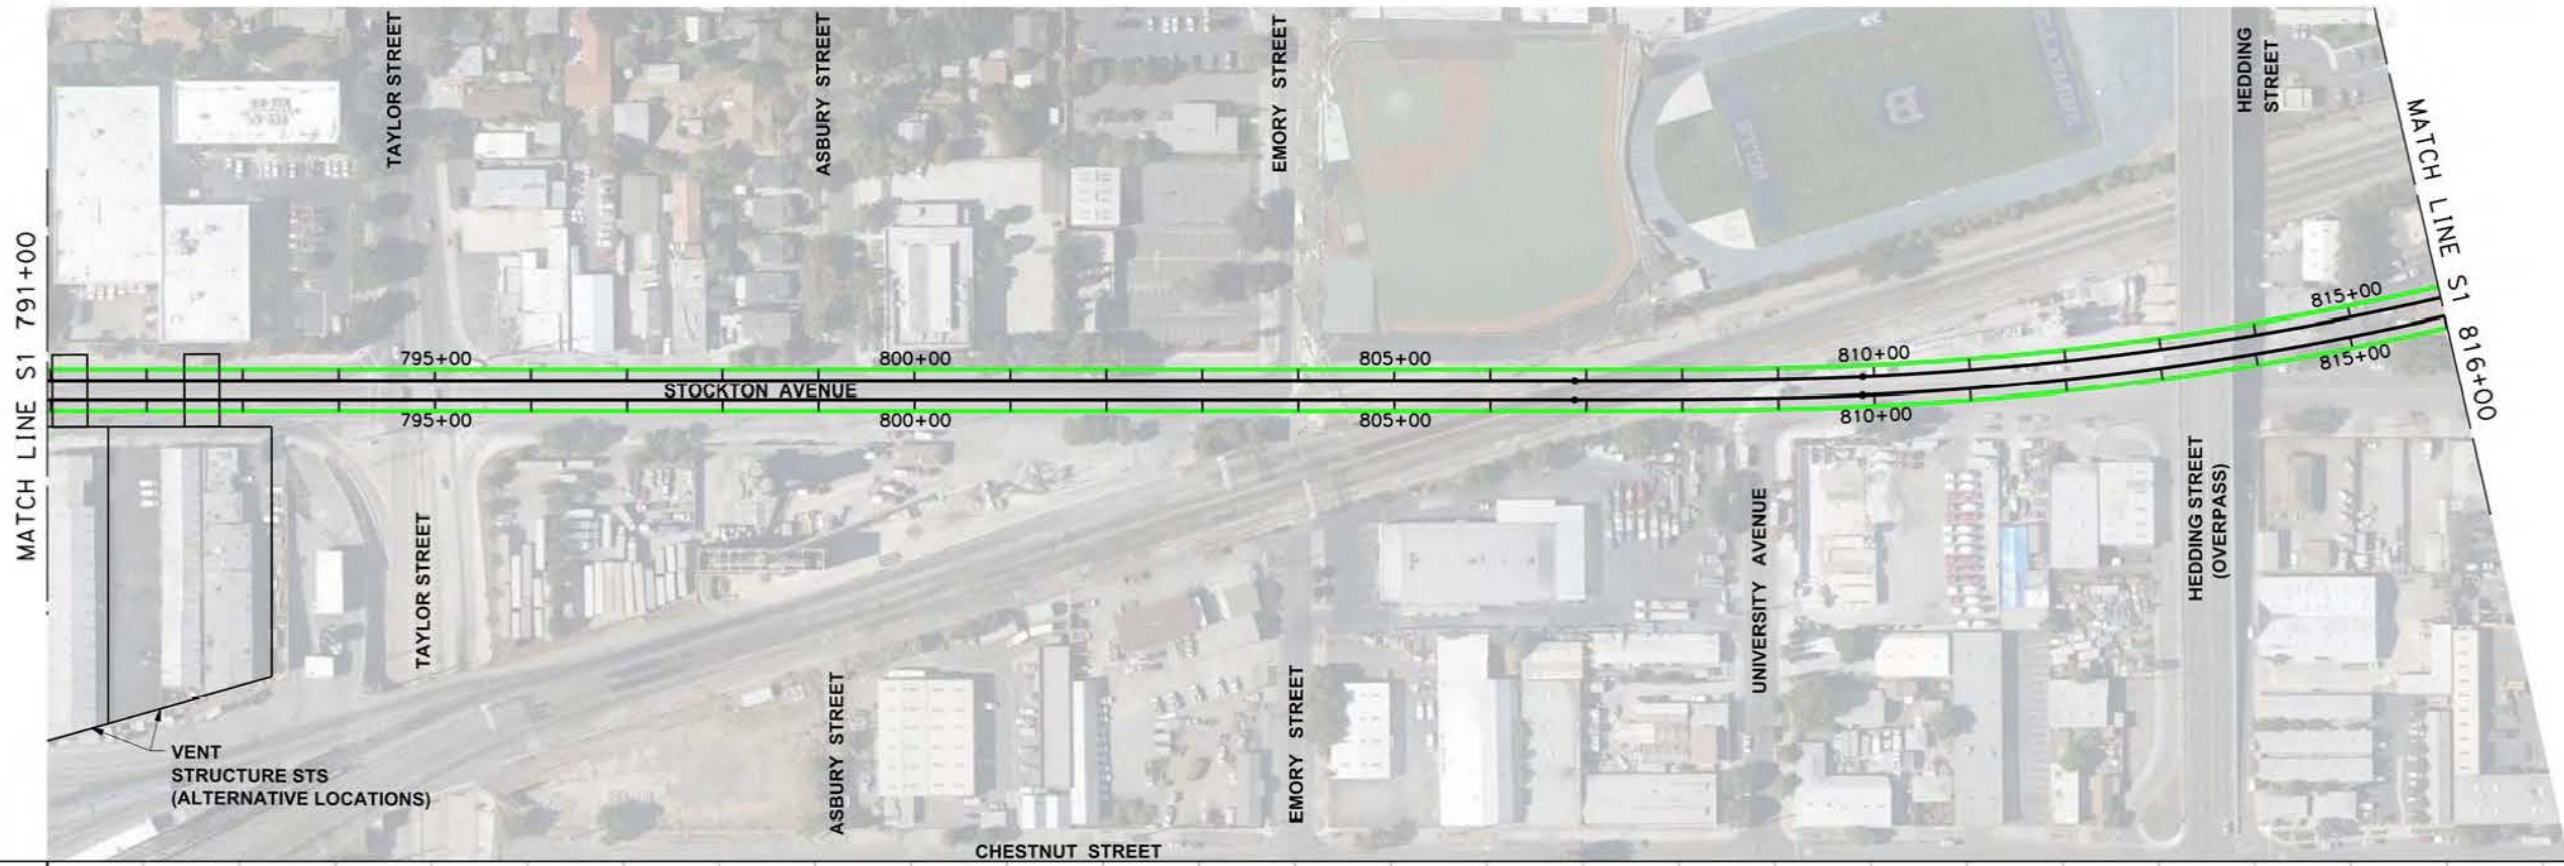 TAYLOR STREET
ASBURY STREET
EMORY STREET
HEDDING
STREET
MATCH LINE S1 791+00
MATCH LINE S1 816+00
795+00
800+00
805+00
810+00
815+00
STOCKTON AVENUE
795+00
800+00
805+00
810+00
815+00
TAYLOR STREET
UNIVERSITY AVENUE
HEDDING STREET
(OVERPASS)
VENT
STRUCTURE STS
(ALTERNATIVE LOCATIONS)
ASBURY STREET
EMORY STREET
CHESTNUT STREET